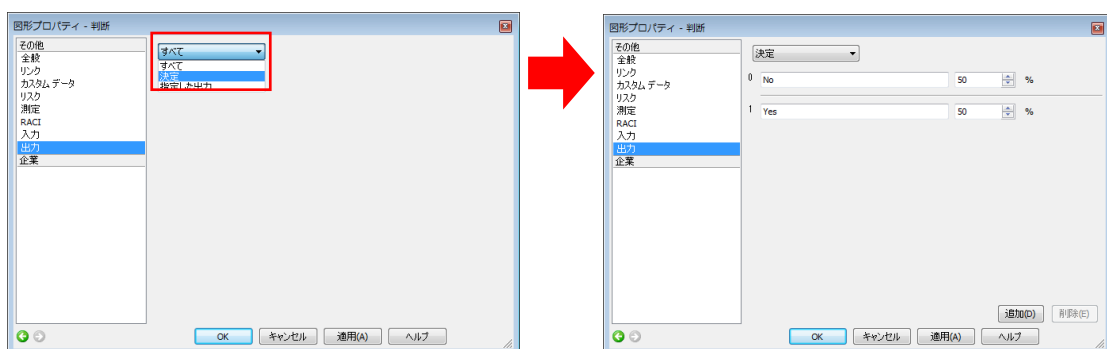 図形プロパティ - 判断
その他
全般
リンク
カスタム データ
リスク
測定
RACI
入力
出力
企業
すべて
すべて
決定
指定した出力
OK
キャンセル
適用(A)
ヘルプ
図形プロパティ - 判断
その他
全般
リンク
カスタム データ
リスク
測定
RACI
入力
出力
企業
決定
0 No 50 %
1 Yes 50 %
追加(D) 削除(E)
OK
キャンセル
適用(A)
ヘルプ